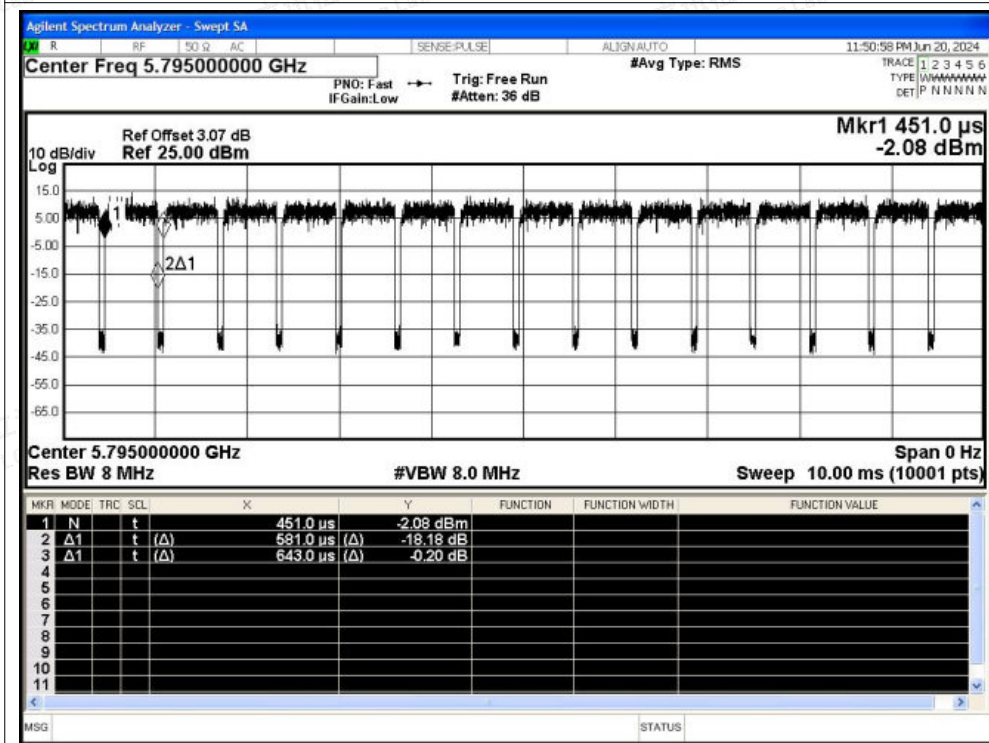 Agilent Spectrum Analyzer - Swept SA
LXI R RF 50 Ω AC SENSE:PULSE ALIGN AUTO 11:50:58 PM Jun 20, 2024
Center Freq 5.795000000 GHz #Avg Type: RMS TRACE 1 2 3 4 5 6
PNO: Fast Trig: Free Run TYPE WWWWWW
IFGain:Low #Atten: 36 dB DET P N N N N N
Mkr1 451.0 µs
Ref Offset 3.07 dB
10 dB/div Ref 25.00 dBm -2.08 dBm
Log
15.0
5.00
-5.00
-15.0
-25.0
-35.0
-45.0
-55.0
-65.0
1
2Δ1
Center 5.795000000 GHz Span 0 Hz
Res BW 8 MHz #VBW 8.0 MHz Sweep 10.00 ms (10001 pts)
MKR MODE TRC SCL X Y FUNCTION FUNCTION WIDTH FUNCTION VALUE
1 N t 451.0 µs -2.08 dBm
2 Δ1 t (Δ) 581.0 µs (Δ) -18.18 dB
3 Δ1 t (Δ) 643.0 µs (Δ) -0.20 dB
4
5
6
7
8
9
10
11
MSG STATUS